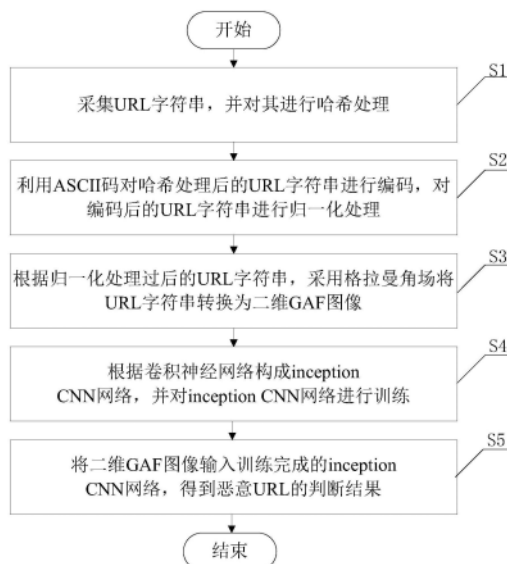 开始
S1
采集URL字符串，并对其进行哈希处理
S2
利用ASCII码对哈希处理后的URL字符串进行编码，对
编码后的URL字符串进行归一化处理
S3
根据归一化处理过后的URL字符串，采用格拉曼角场将
URL字符串转换为二维GAF图像
S4
根据卷积神经网络构成inception
CNN网络，并对inception CNN网络进行训练
S5
将二维GAF图像输入训练完成的inception
CNN网络，得到恶意URL的判断结果
结束